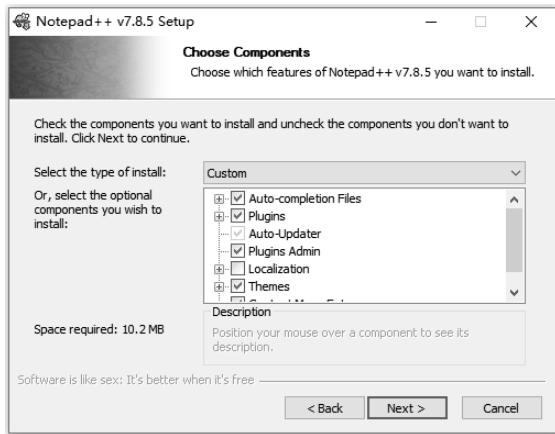 Notepad++ v7.8.5 Setup
Choose Components
Choose which features of Notepad++ v7.8.5 you want to install.
Check the components you want to install and uncheck the components you don't want to
install. Click Next to continue.
Select the type of install:
Custom
Or, select the optional
components you wish to
install:
Auto-completion Files
Plugins
Auto-Updater
Plugins Admin
Localization
Themes
Space required: 10.2 MB
Description
Position your mouse over a component to see its
description.
Software is like sex: It's better when it's free
< Back
Next >
Cancel